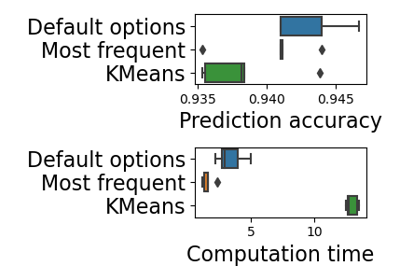 Default options
Most frequent
KMeans
0.935 0.940 0.945
Prediction accuracy
Default options
Most frequent
KMeans
5 10
Computation time